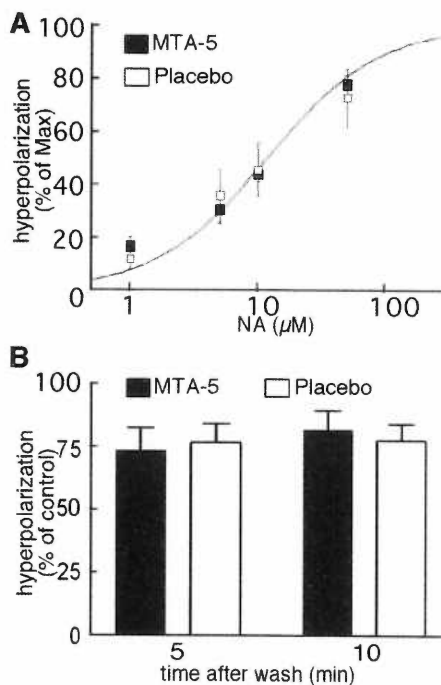 A
MTA-5
Placebo
hyperpolarization
(% of Max)
100
80
60
40
20
0
1
10
100
NA (µM)
B
MTA-5
Placebo
hyperpolarization
(% of control)
100
75
50
25
0
5
10
time after wash (min)